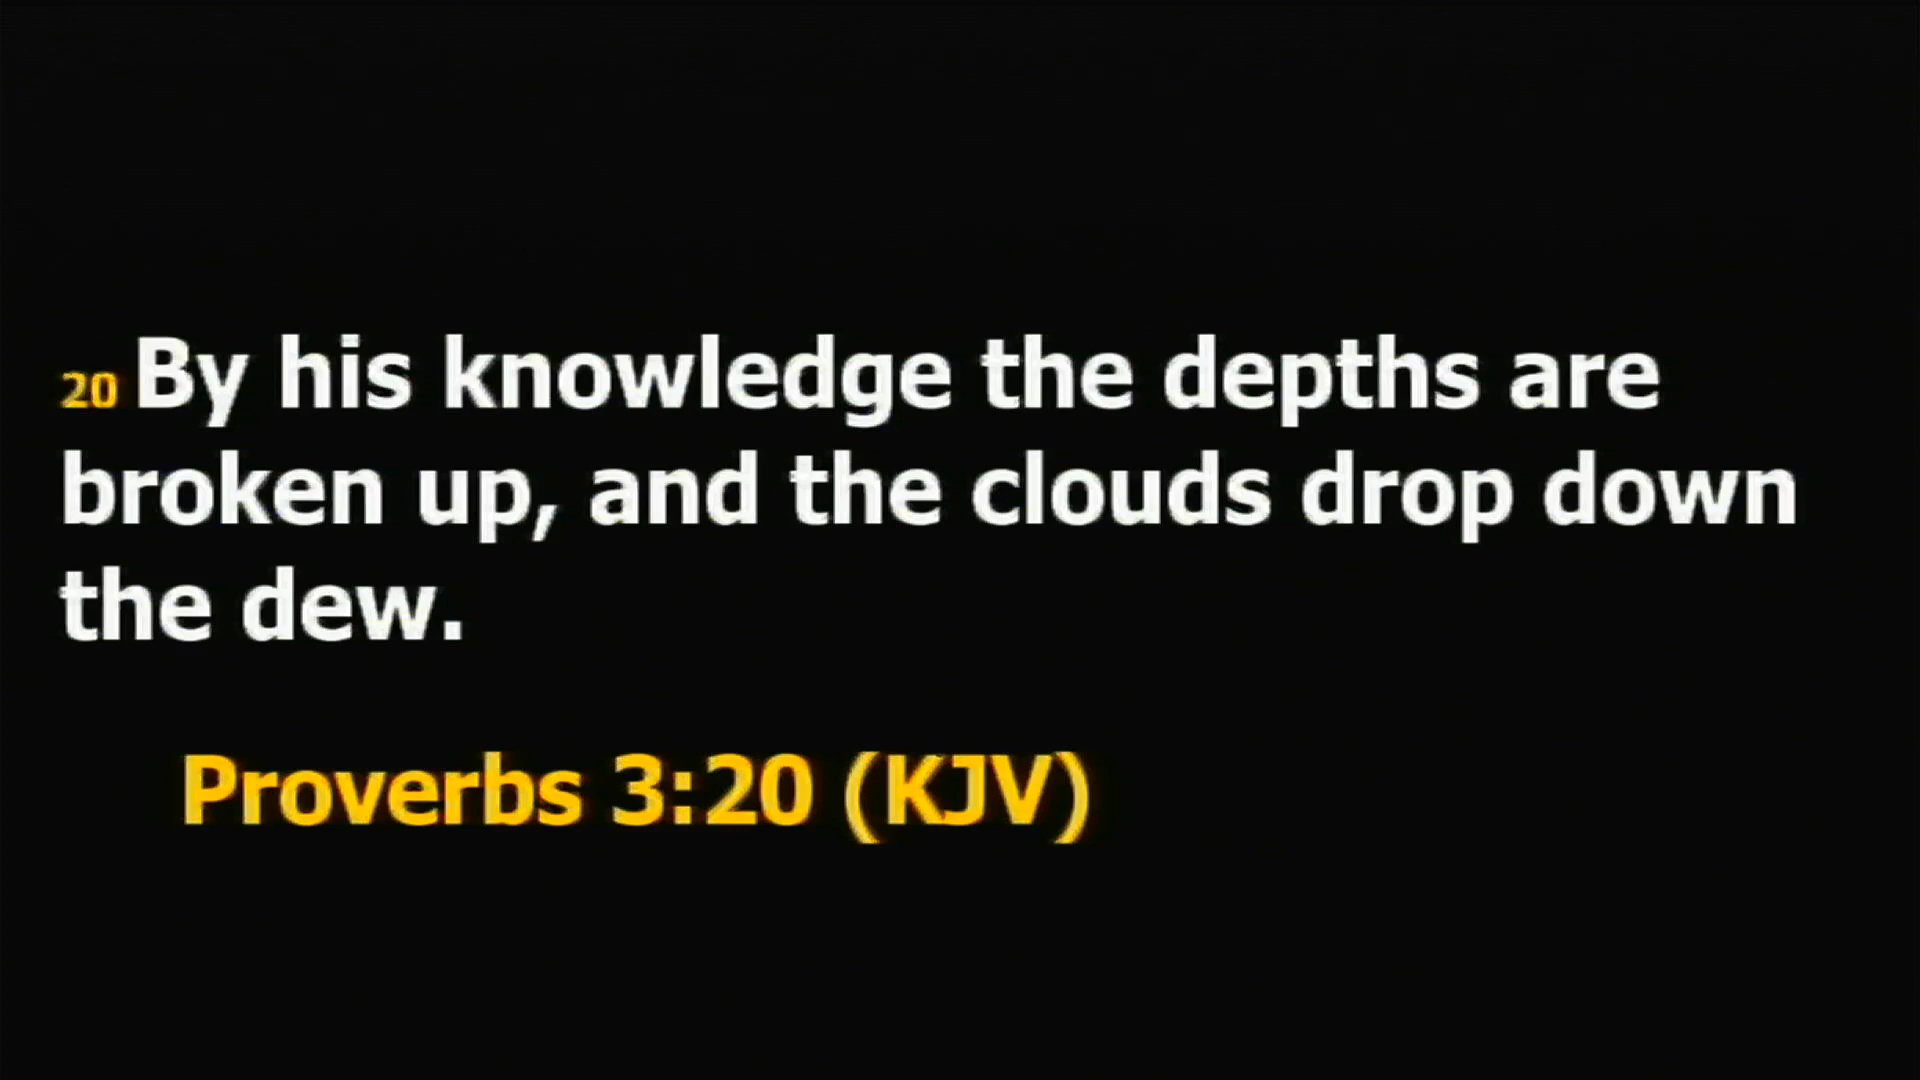 20 By his knowledge the depths are
broken up, and the clouds drop down
the dew.
Proverbs 3:20 (KJV)